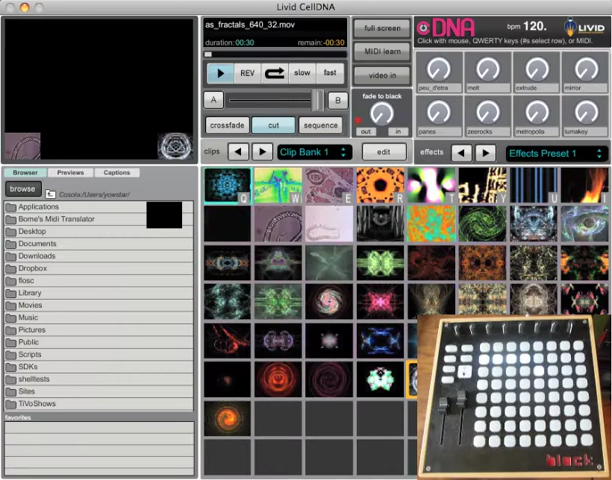 Livid CellDNA
as_fractals_640_32.mov
duration:00:30
remain:-00:30
REV
slow
fast
A
B
crossfade
cut
sequence
clips
Clip Bank 1
edit
full screen
MIDI learn
video in
fade to black
out
in
cDNA
bpm 120.
LIVID
Click with mouse, QWERTY keys (#s select row), or MIDI.
peu_d'etra
melt
extrude
mirror
panes
zeerocks
metropolis
lumakey
effects
Effects Preset 1
Browser
Previews
Captions
browse
Cosolx:/Users/yowstar/
Applications
Bome's Midi Translator
Desktop
Documents
Downloads
Dropbox
flosc
Library
Movies
Music
Pictures
Public
Scripts
SDKs
shelltests
Sites
TiVoShows
favorites
Q
W
E
R
T
Y
U
I
block